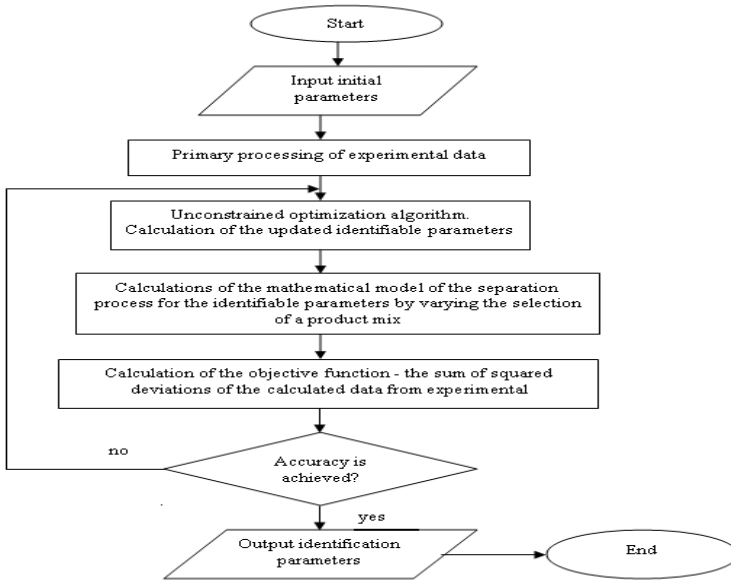 Start
Input initial
parameters
Primary processing of experimental data
Unconstrained optimization algorithm.
Calculation of the updated identifiable parameters
Calculations of the mathematical model of the separation
process for the identifiable parameters by varying the selection
of a product mix
Calculation of the objective function - the sum of squared
deviations of the calculated data from experimental
no
Accuracy is
achieved?
yes
Output identification
parameters
End